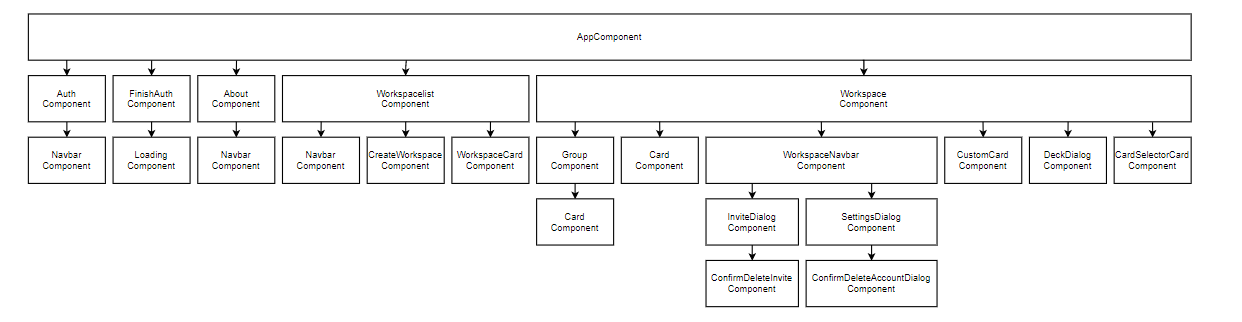 AppComponent
Auth
Component
FinishAuth
Component
About
Component
Workspacelist
Component
Workspace
Component
Navbar
Component
Loading
Component
Navbar
Component
Navbar
Component
CreateWorkspace
Component
WorkspaceCard
Component
Group
Component
Card
Component
WorkspaceNavbar
Component
CustomCard
Component
DeckDialog
Component
CardSelectorCard
Component
Card
Component
InviteDialog
Component
SettingsDialog
Component
ConfirmDeleteInvite
Component
ConfirmDeleteAccountDialog
Component